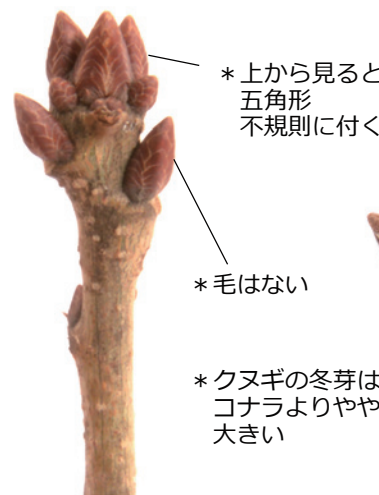 ＊上から見ると
五角形
不規則に付く
＊毛はない
＊クヌギの冬芽は
コナラよりやや
大きい